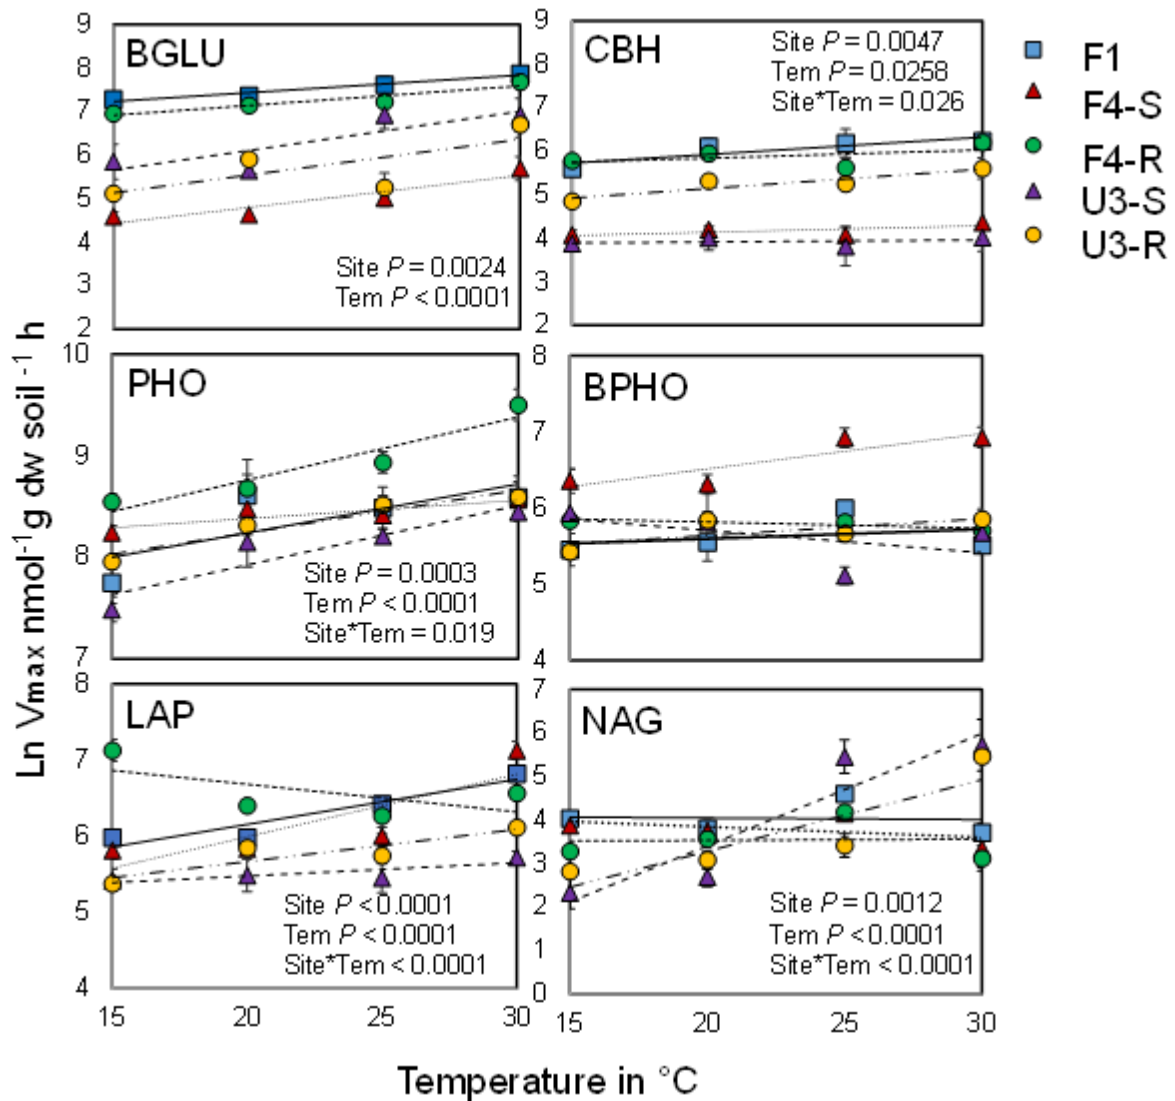 Ln Vmax nmol-1g dw soil -1 h
9
8
7
6
5
4
3
2
BGLU
Site P = 0.0024
Tem P < 0.0001
9
8
7
6
5
4
3
2
CBH
Site P = 0.0047
Tem P = 0.0258
Site*Tem = 0.026
F1
F4-S
F4-R
U3-S
U3-R
10
9
8
7
PHO
Site P = 0.0003
Tem P < 0.0001
Site*Tem = 0.019
8
7
6
5
4
BPHO
8
7
6
5
4
LAP
Site P < 0.0001
Tem P < 0.0001
Site*Tem < 0.0001
15 20 25 30
7
6
5
4
3
2
1
0
NAG
Site P = 0.0012
Tem P < 0.0001
Site*Tem < 0.0001
15 20 25 30
Temperature in °C